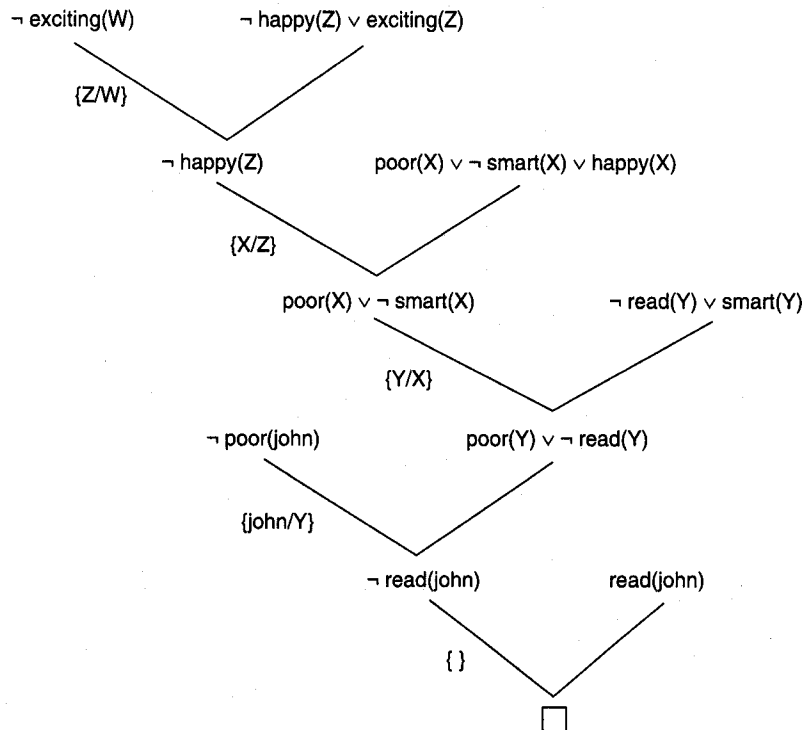 ¬ exciting(W) ¬ happy(Z) ∨ exciting(Z)
{Z/W}
¬ happy(Z) poor(X) ∨ ¬ smart(X) ∨ happy(X)
{X/Z}
poor(X) ∨ ¬ smart(X) ¬ read(Y) ∨ smart(Y)
{Y/X}
¬ poor(john) poor(Y) ∨ ¬ read(Y)
{john/Y}
¬ read(john) read(john)
{ }